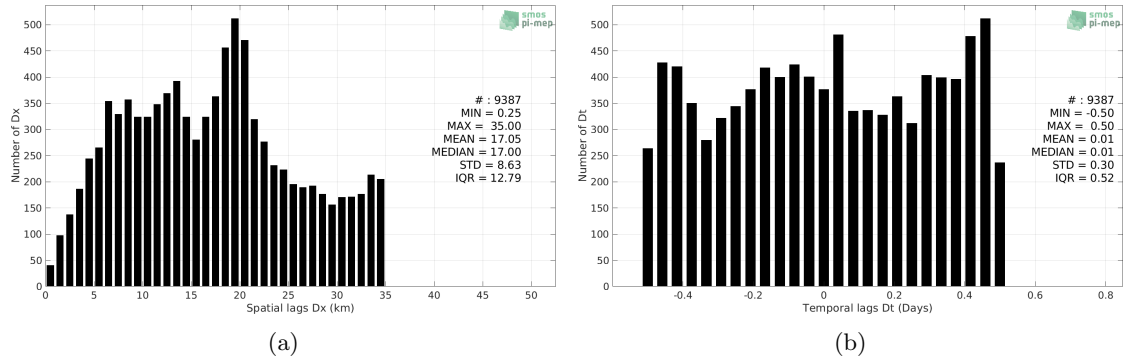 500
450
400
350
300
250
200
150
100
50
0
Number of Dx
smos
pi-mep
# : 9387
MIN = 0.25
MAX = 35.00
MEAN = 17.05
MEDIAN = 17.00
STD = 8.63
IQR = 12.79
0 5 10 15 20 25 30 35 40 45 50
Spatial lags Dx (km)
(a)
500
450
400
350
300
250
200
150
100
50
0
Number of Dt
smos
pi-mep
# : 9387
MIN = -0.50
MAX = 0.50
MEAN = 0.01
MEDIAN = 0.01
STD = 0.30
IQR = 0.52
-0.4 -0.2 0 0.2 0.4 0.6 0.8
Temporal lags Dt (Days)
(b)